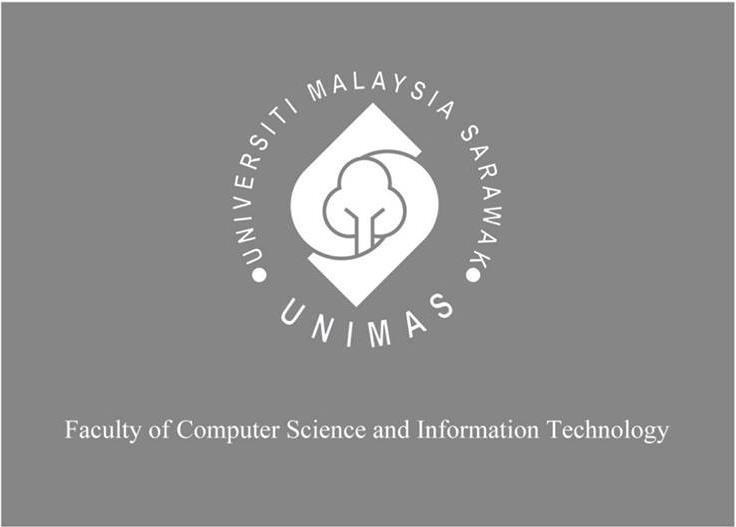 UNIVERSITI MALAYSIA SARAWAK
UNIMAS
Faculty of Computer Science and Information Technology